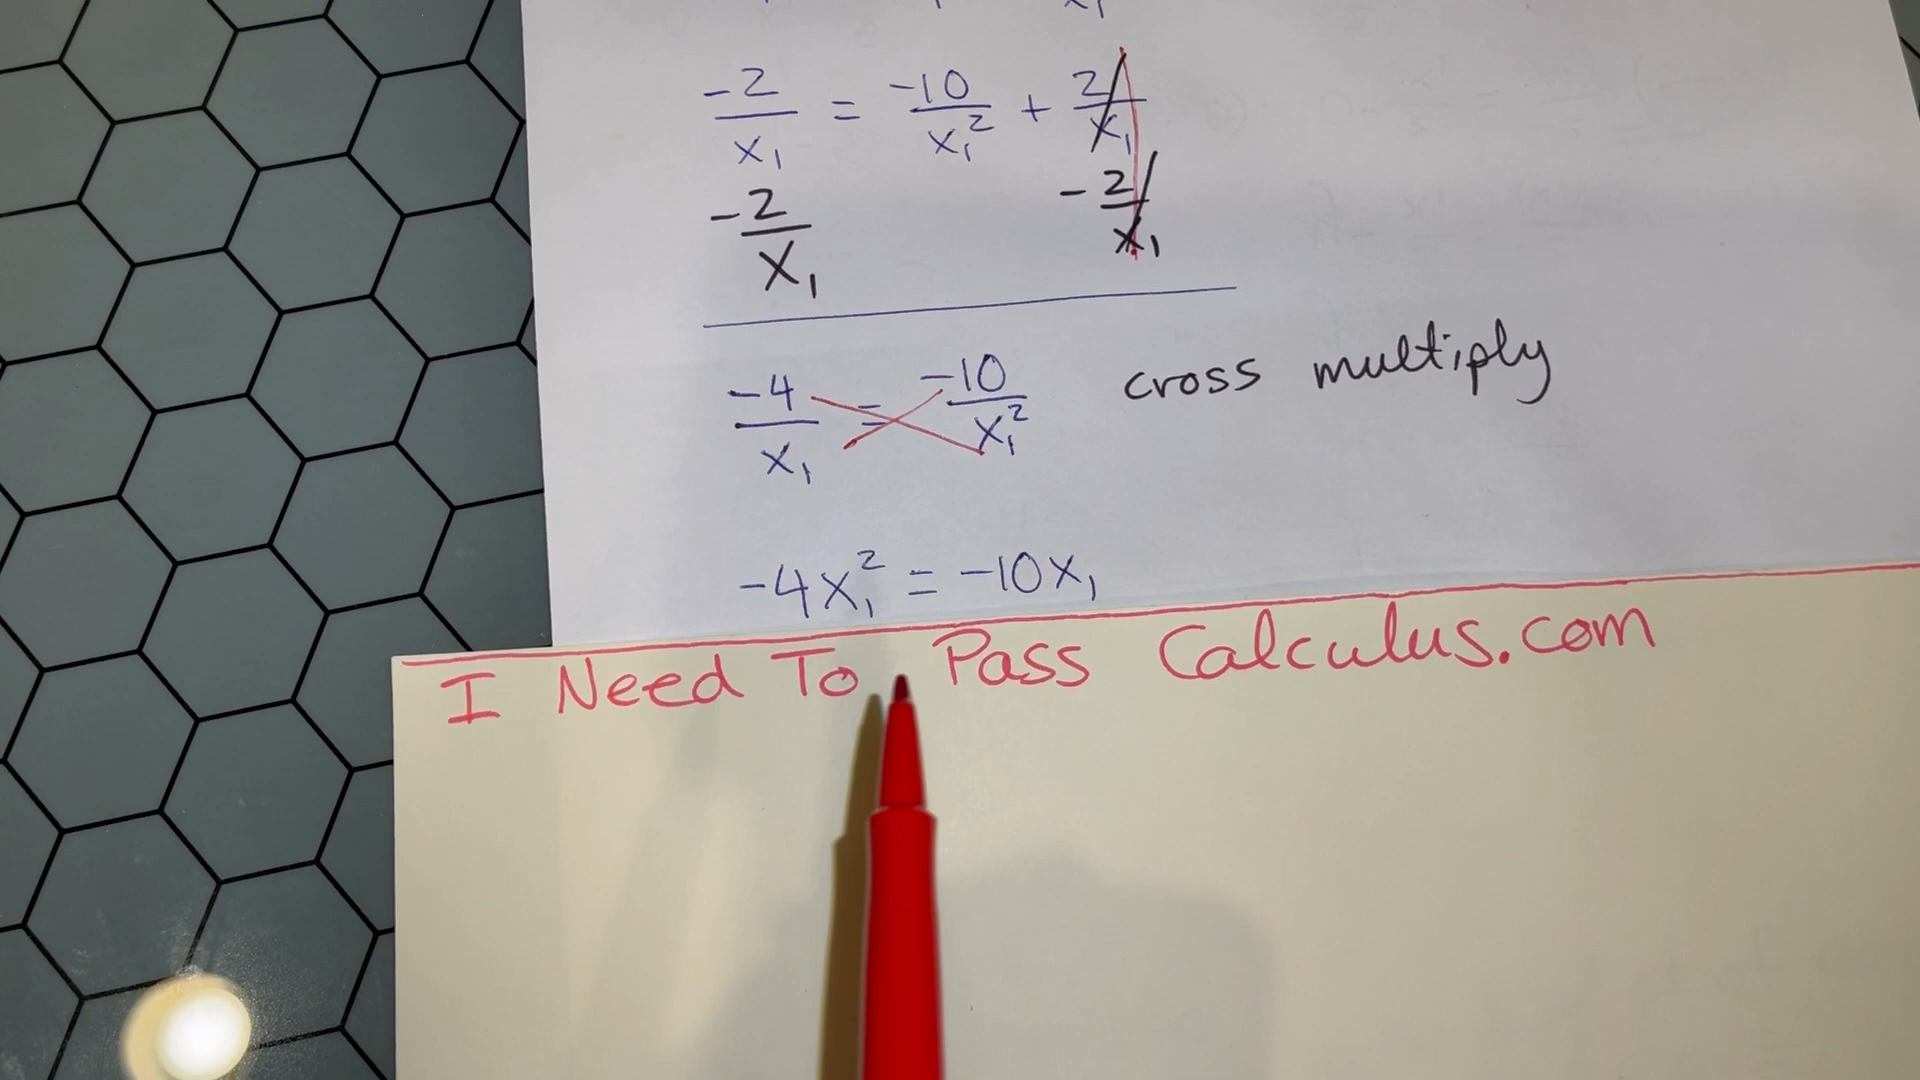 x₁
-2/x₁ = -10/x₁² + 2/x₁
-2/x₁ -2/x₁
-4/x₁ = -10/x₁² cross multiply
-4x₁² = -10x₁
I Need To Pass Calculus.com